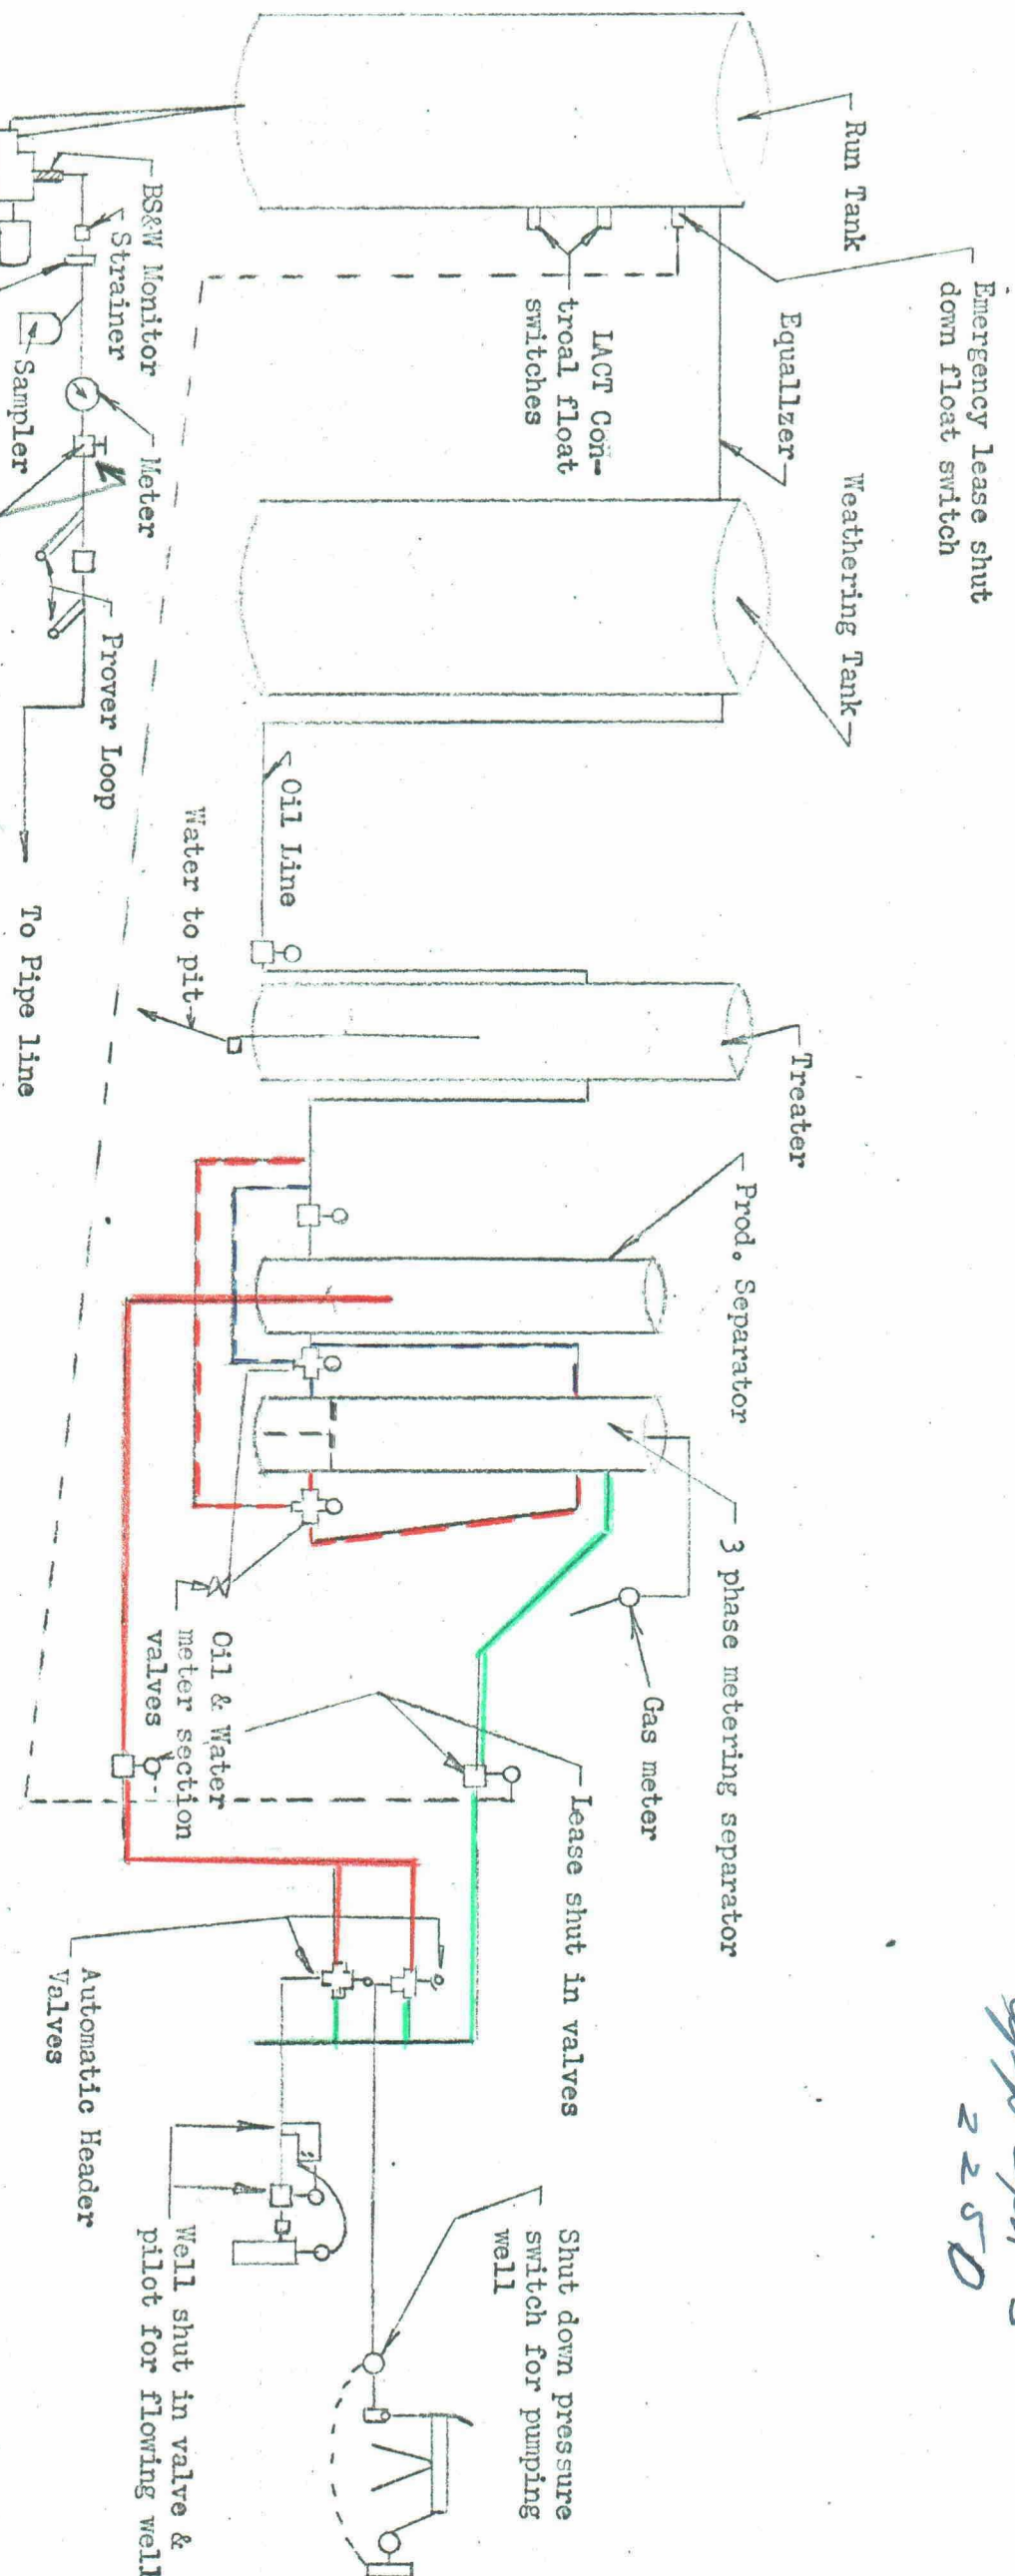 Emergency lease shut
down float switch
Run Tank
Equalizer
Weathering Tank
LACT Con-
troal float
switches
BS&W Monitor
Strainer
Sampler
Meter
Prover Loop
To Pipe line
Oil Line
Water to pit
Treater
Prod. Separator
3 phase metering separator
Gas meter
Oil & Water
meter section
valves
Lease shut in valves
Automatic Header
Valves
Well shut in valve &
pilot for flowing well
Shut down pressure
switch for pumping
well
2250